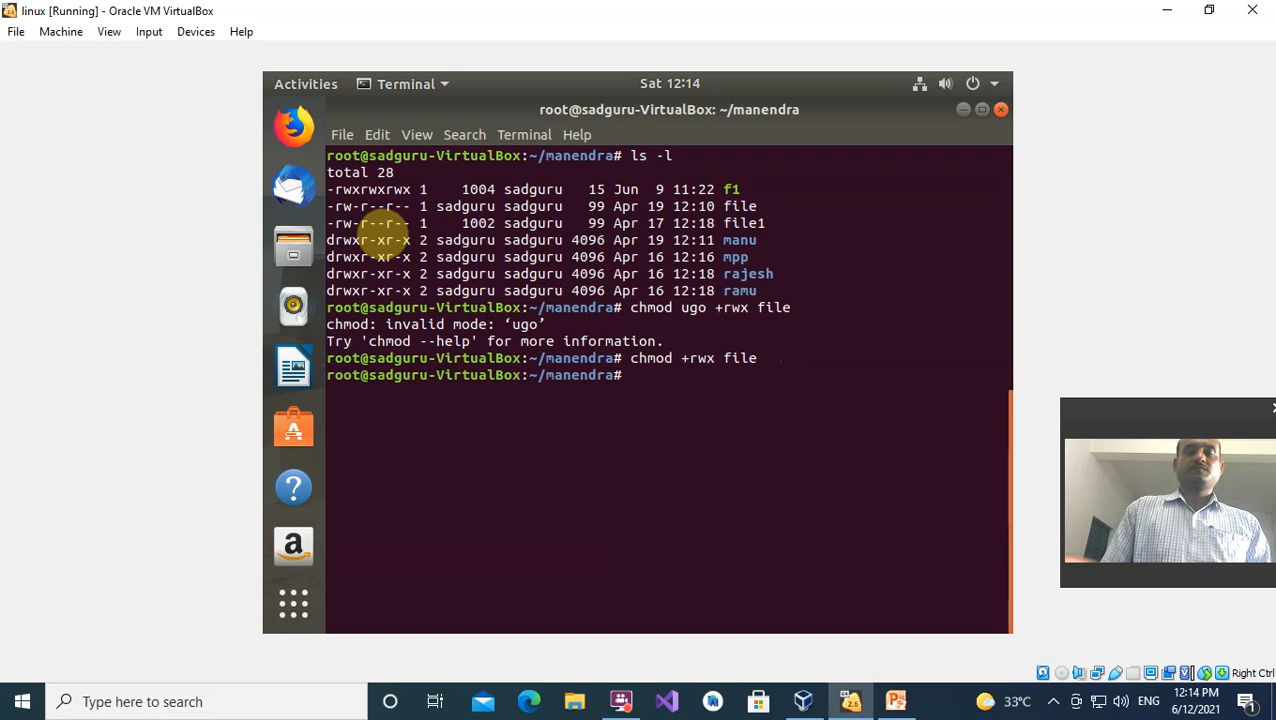 linux [Running] - Oracle VM VirtualBox
File Machine View Input Devices Help
Activities Terminal Sat 12:14
root@sadguru-VirtualBox: ~/manendra
File Edit View Search Terminal Help
root@sadguru-VirtualBox:~/manendra# ls -l
total 28
-rwxrwxrwx 1 1004 sadguru 15 Jun 9 11:22 f1
-rw-r--r-- 1 sadguru sadguru 99 Apr 19 12:10 file
-rw-r--r-- 1 1002 sadguru 99 Apr 17 12:18 file1
drwxr-xr-x 2 sadguru sadguru 4096 Apr 19 12:11 manu
drwxr-xr-x 2 sadguru sadguru 4096 Apr 16 12:16 mpp
drwxr-xr-x 2 sadguru sadguru 4096 Apr 16 12:18 rajesh
drwxr-xr-x 2 sadguru sadguru 4096 Apr 16 12:18 ramu
root@sadguru-VirtualBox:~/manendra# chmod ugo +rwx file
chmod: invalid mode: ‘ugo’
Try 'chmod --help' for more information.
root@sadguru-VirtualBox:~/manendra# chmod +rwx file
root@sadguru-VirtualBox:~/manendra#
Right Ctrl
Type here to search
2.6
33°C
ENG
12:14 PM
6/12/2021
1